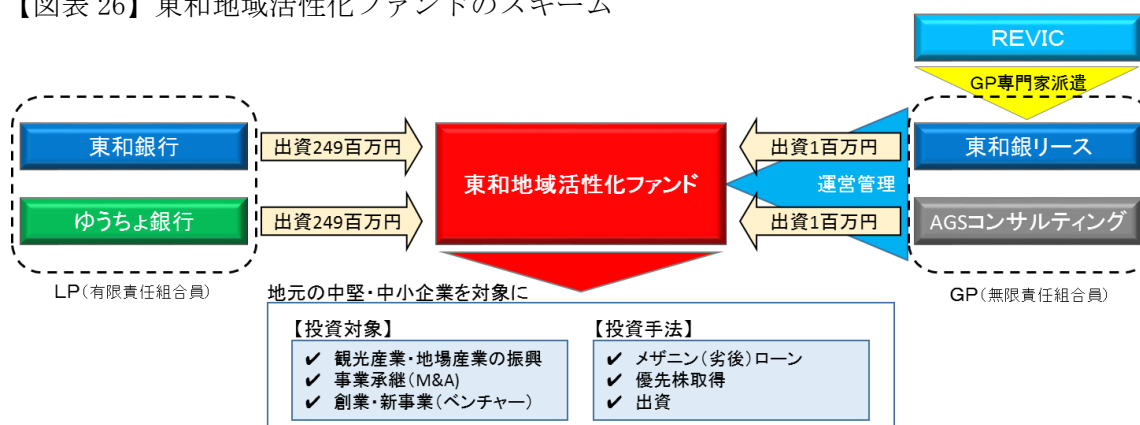 【図表 26】東和地域活性化ファンドのスキーム
REVIC
GP専門家派遣
東和銀行
出資249百万円
東和地域活性化ファンド
出資1百万円
運営管理
東和銀リース
ゆうちょ銀行
出資249百万円
出資1百万円
AGSコンサルティング
LP(有限責任組合員)
GP(無限責任組合員)
地元の中堅・中小企業を対象に
【投資対象】
✔ 観光産業・地場産業の振興
✔ 事業承継(M&A)
✔ 創業・新事業(ベンチャー)
【投資手法】
✔ メザニン(劣後)ローン
✔ 優先株取得
✔ 出資